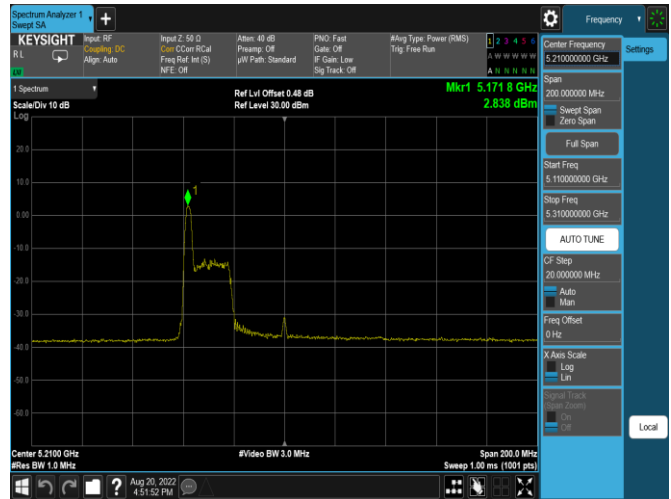 Spectrum Analyzer 1
Swept SA
Frequency
KEYSIGHT
R L
Input: RF
Coupling: DC
Align: Auto
Input Z: 50 Ω
Corr CCorr RCal
Freq Ref: Int (S)
NFE: Off
Atten: 40 dB
Preamp: Off
µW Path: Standard
PNO: Fast
Gate: Off
IF Gain: Low
Sig Track: Off
#Avg Type: Power (RMS)
Trig: Free Run
1 2 3 4 5 6
A W W W W W
A N N N N N
1 Spectrum
Scale/Div 10 dB
Log
Ref Lvl Offset 0.48 dB
Ref Level 30.00 dBm
Mkr1 5.171 8 GHz
2.838 dBm
20.0
10.0
0.00
-10.0
-20.0
-30.0
-40.0
-50.0
-60.0
1
Center 5.2100 GHz
#Res BW 1.0 MHz
#Video BW 3.0 MHz
Span 200.0 MHz
Sweep 1.00 ms (1001 pts)
Aug 20, 2022
4:51:52 PM
Center Frequency
5.210000000 GHz
Settings
Span
200.000000 MHz
Swept Span
Zero Span
Full Span
Start Freq
5.110000000 GHz
Stop Freq
5.310000000 GHz
AUTO TUNE
CF Step
20.000000 MHz
Auto
Man
Freq Offset
0 Hz
X Axis Scale
Log
Lin
Signal Track
(Span Zoom)
On
Off
Local